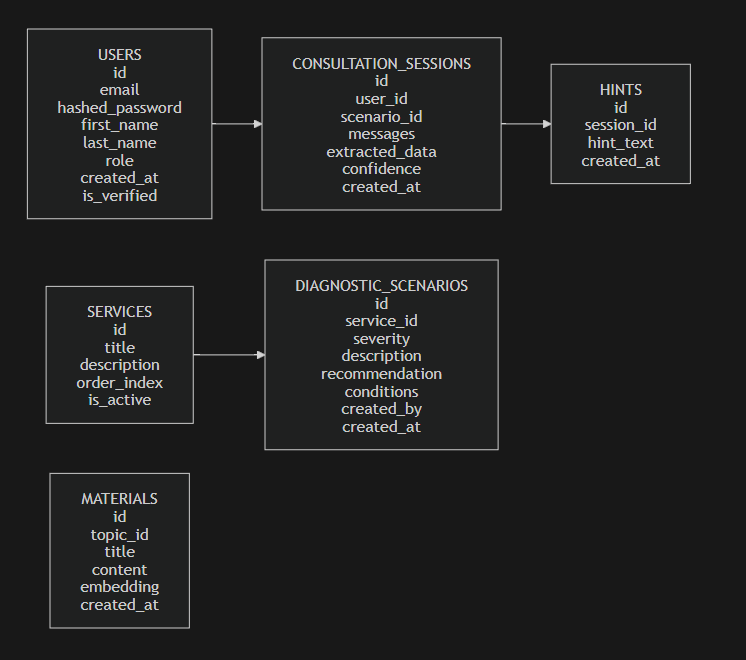 USERS
id
email
hashed_password
first_name
last_name
role
created_at
is_verified
CONSULTATION_SESSIONS
id
user_id
scenario_id
messages
extracted_data
confidence
created_at
HINTS
id
session_id
hint_text
created_at
SERVICES
id
title
description
order_index
is_active
DIAGNOSTIC_SCENARIOS
id
service_id
severity
description
recommendation
conditions
created_by
created_at
MATERIALS
id
topic_id
title
content
embedding
created_at